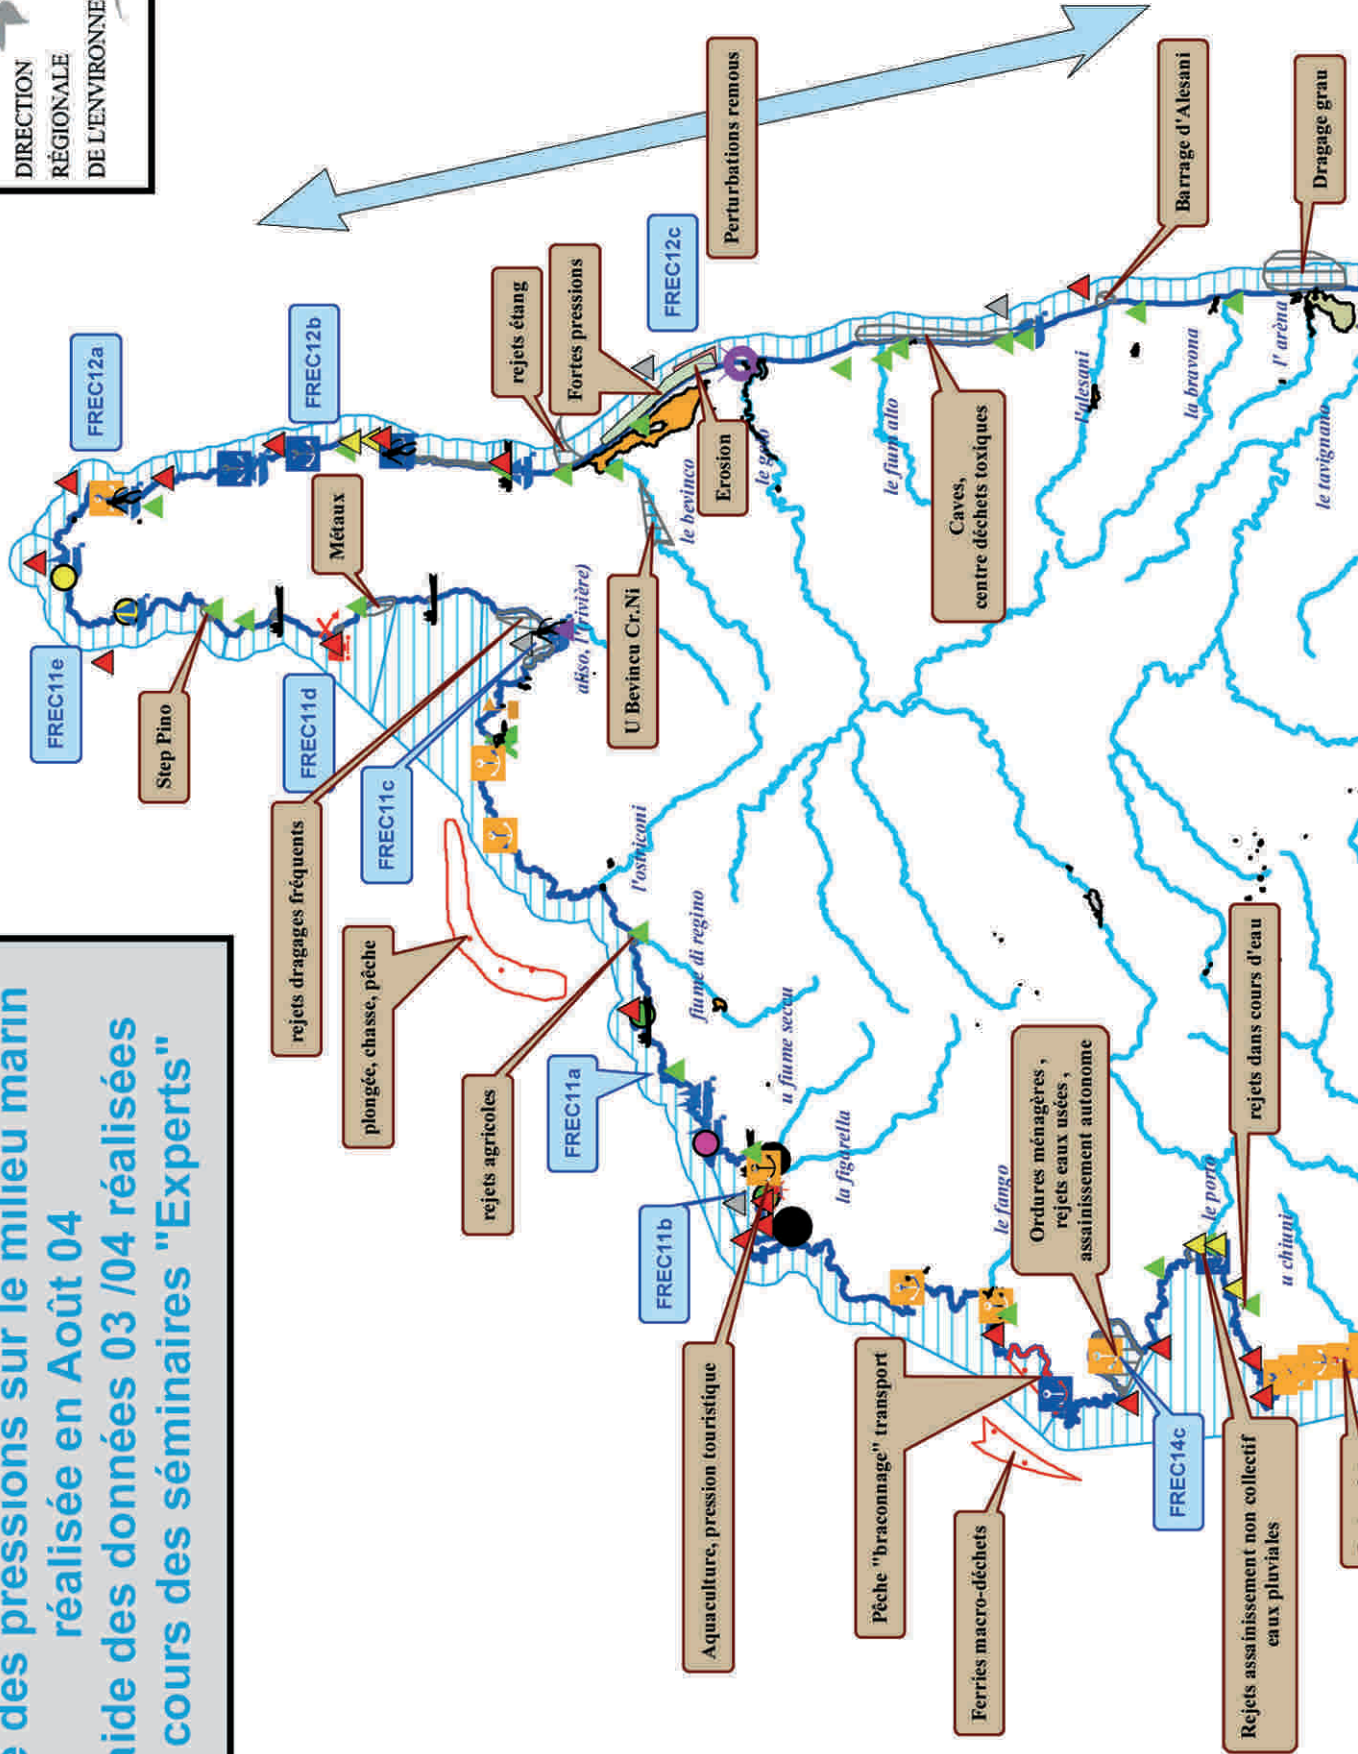 DIRECTION
RÉGIONALE
DE L'ENVIRONNE
des pressions sur le milieu marin
réalisée en Août 04
des données 03 /04 réalisées
cours des séminaires "Experts"
FREC12a
FREC12b
FREC12c
FREC11e
FREC11d
FREC11c
FREC11a
FREC11b
FREC14c
rejets étang
Fortes pressions
Perturbations remous
Barrage d'Alesani
Dragage grau
Métaux
Erosion
Caves,
centre déchets toxiques
Step Pino
U Bevincu Cr.Ni
rejets dragages fréquents
plongée, chasse, pêche
rejets agricoles
Ordures ménagères ,
rejets eaux usées ,
assainissement autonome
rejets dans cours d'eau
Aquaculture, pression touristique
Pêche "braconnage" transport
Ferries macro-déchets
Rejets assainissement non collectif
eaux pluviales
le bevinco
le golo
le fium alto
l'alesani
la bravona
l' arèna
le tavignano
aliso, l'(rivière)
l'ostriconi
fiume di regino
u fiume seccu
la figarella
le fango
le porto
u chiuni